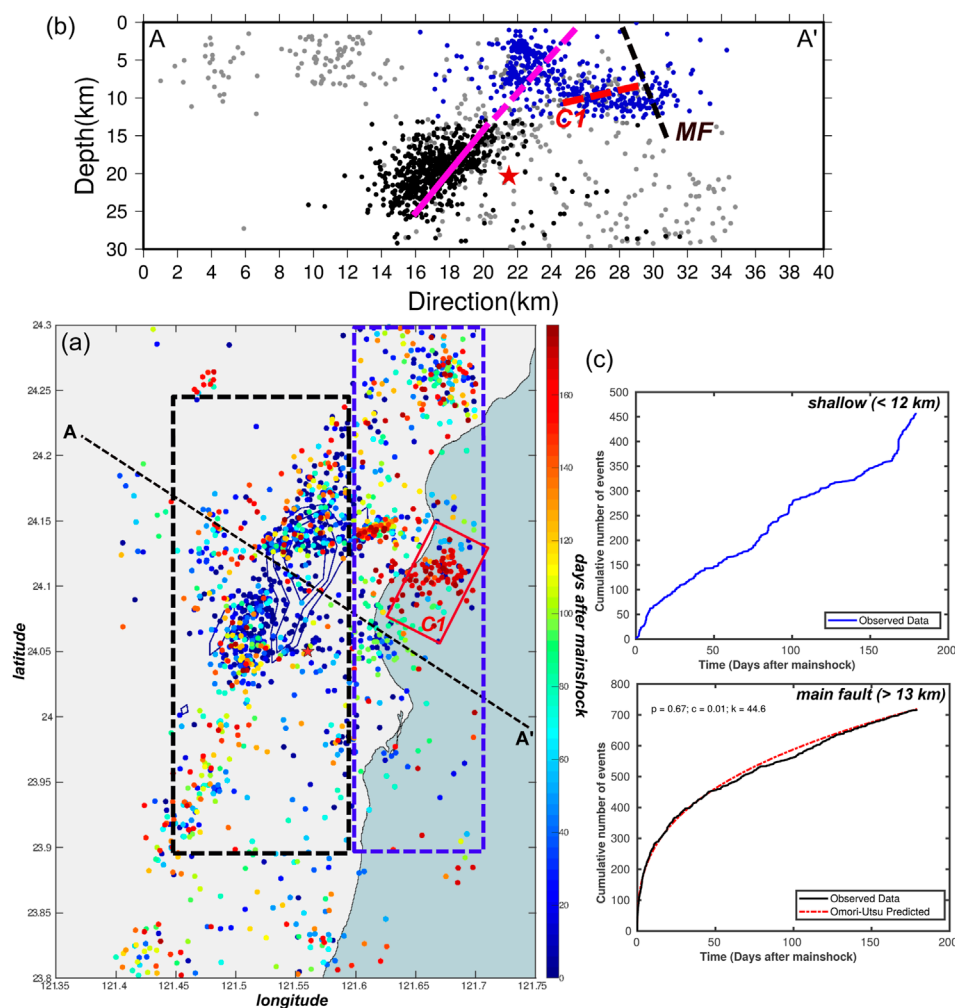 (b)
A
A'
0
5
10
15
20
25
30
Depth(km)
C1
MF
0 2 4 6 8 10 12 14 16 18 20 22 24 26 28 30 32 34 36 38 40
Direction(km)
(a)
24.3
24.25
24.2
24.15
24.1
24.05
24
23.95
23.9
23.85
23.8
latitude
A
C1
A'
121.35 121.4 121.45 121.5 121.55 121.6 121.65 121.7 121.75
longitude
160
140
120
100
80
60
40
20
0
days after mainshock
(c)
shallow (< 12 km)
500
450
400
350
300
250
200
150
100
50
0
Cumulative number of events
Observed Data
0 50 100 150 200
Time (Days after mainshock)
main fault (> 13 km)
p = 0.67; c = 0.01; k = 44.6
800
700
600
500
400
300
200
100
0
Cumulative number of events
Observed Data
Omori-Utsu Predicted
0 50 100 150 200
Time (Days after mainshock)